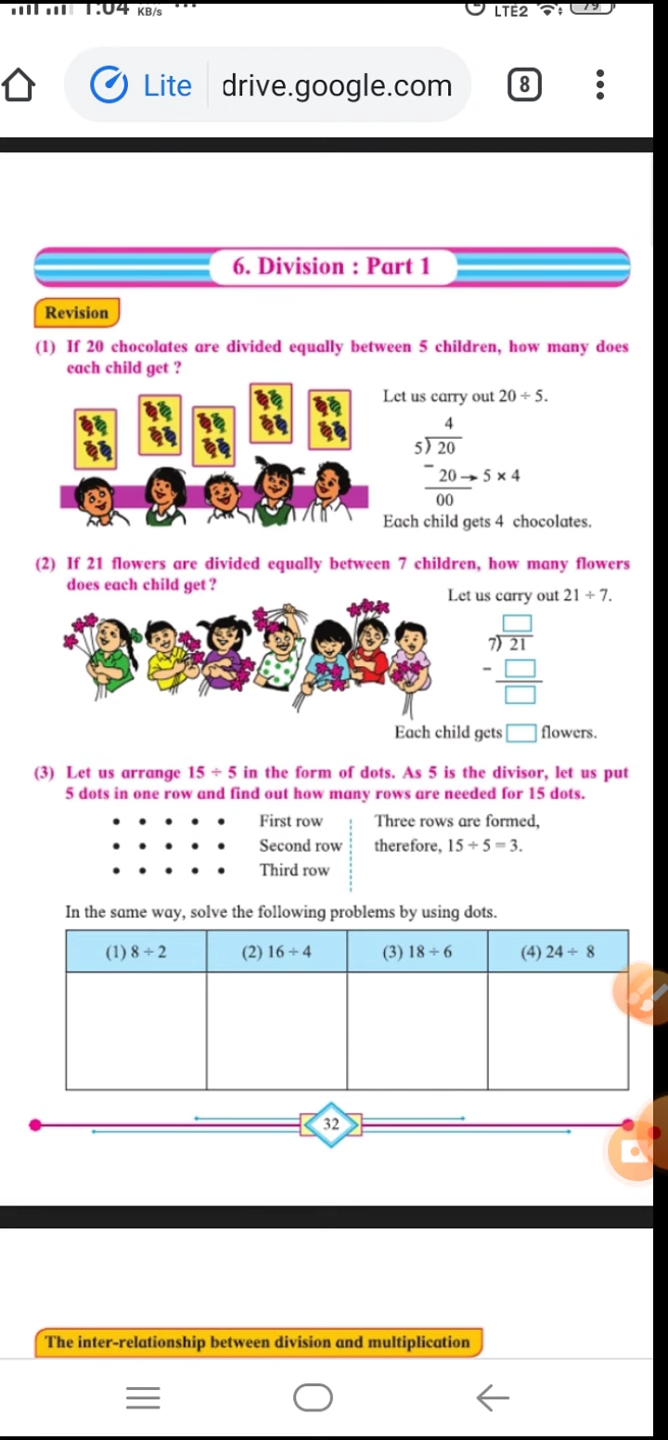 1:04 KB/s ... LTE2 79
Lite drive.google.com 8
6. Division : Part 1
Revision
(1) If 20 chocolates are divided equally between 5 children, how many does
each child get ?
Let us carry out 20 ÷ 5.
4
5) 20
- 20 → 5 × 4
00
Each child gets 4 chocolates.
(2) If 21 flowers are divided equally between 7 children, how many flowers
does each child get ?
Let us carry out 21 ÷ 7.
7) 21
-
Each child gets flowers.
(3) Let us arrange 15 ÷ 5 in the form of dots. As 5 is the divisor, let us put
5 dots in one row and find out how many rows are needed for 15 dots.
First row Three rows are formed,
Second row therefore, 15 ÷ 5 = 3.
Third row
In the same way, solve the following problems by using dots.
(1) 8 ÷ 2 (2) 16 ÷ 4 (3) 18 ÷ 6 (4) 24 ÷ 8
32
The inter-relationship between division and multiplication